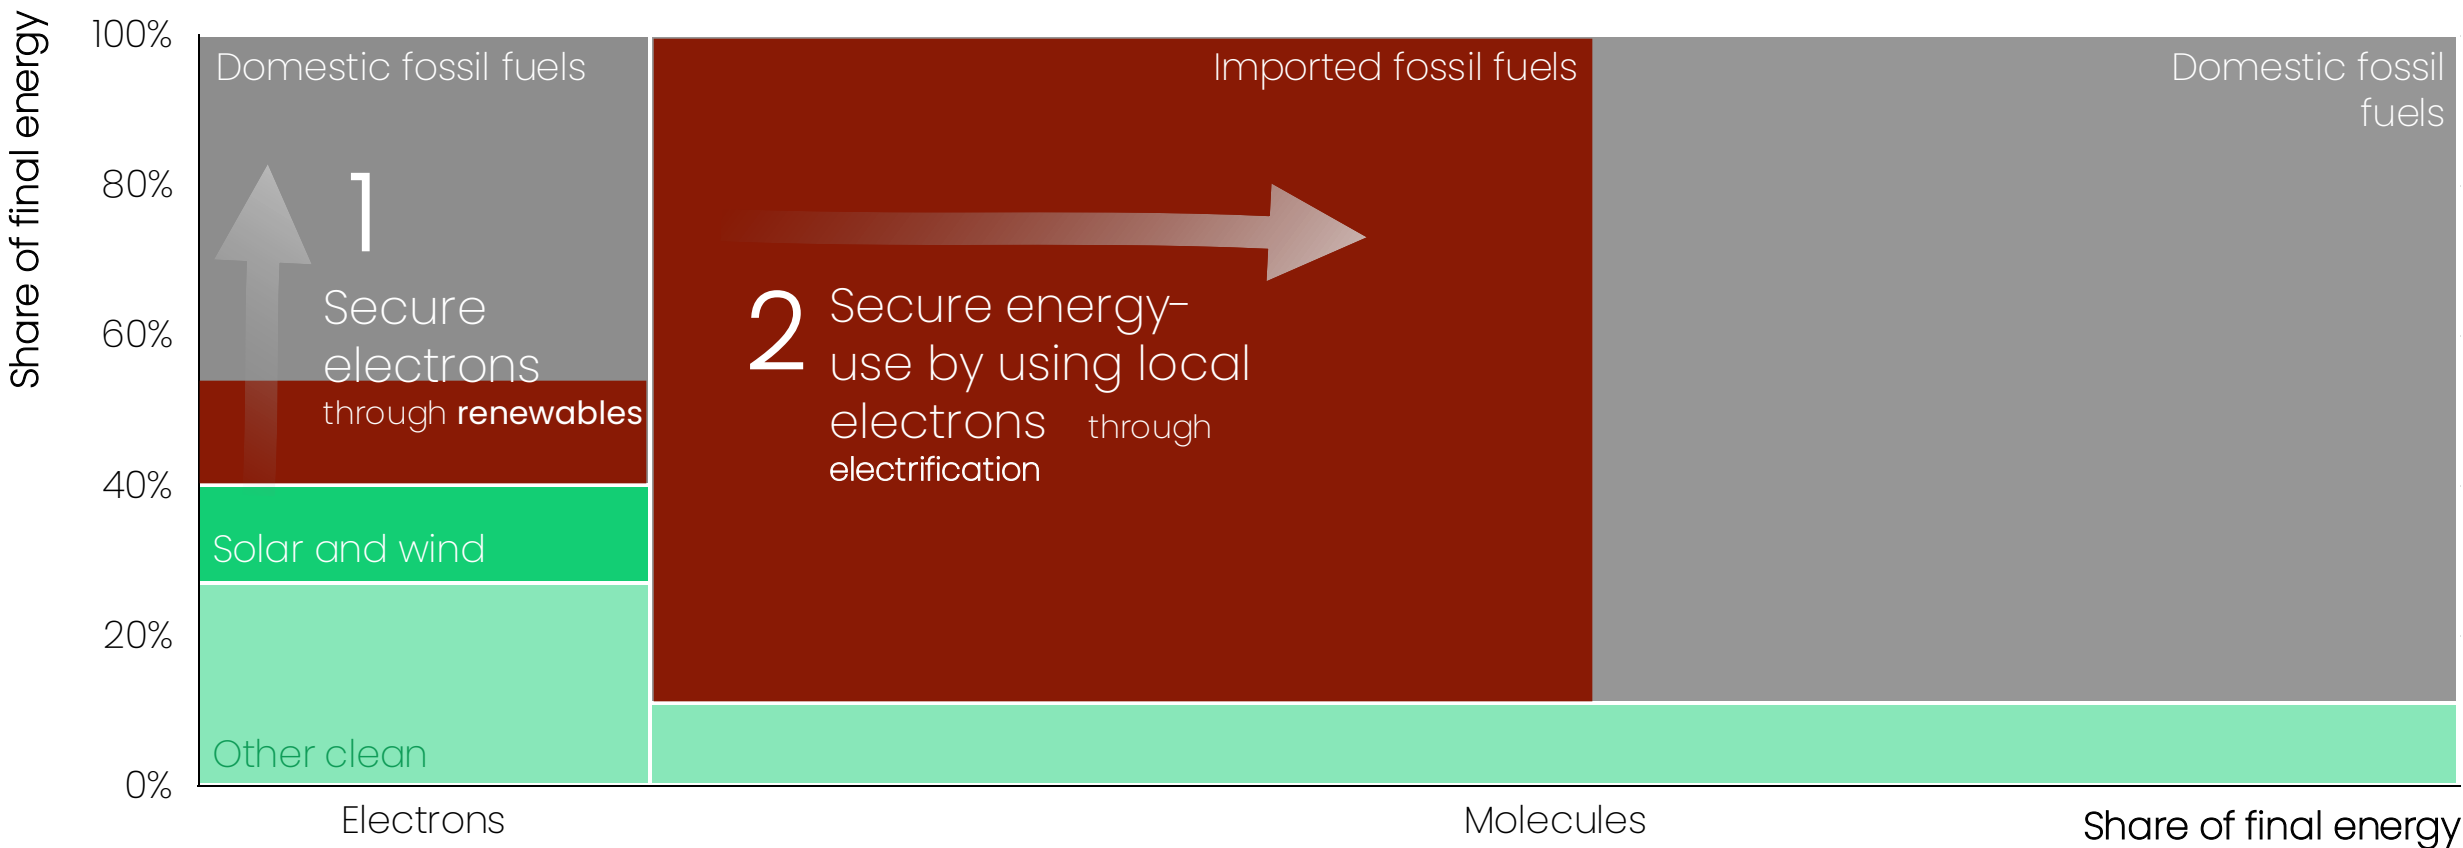 Share of final energy
100%
80%
60%
40%
20%
0%
Domestic fossil fuels
1
Secure
electrons
through renewables
Solar and wind
Other clean
Imported fossil fuels
2
Secure energy-
use by using local
electrons through
electrification
Domestic fossil
fuels
Electrons
Molecules
Share of final energy